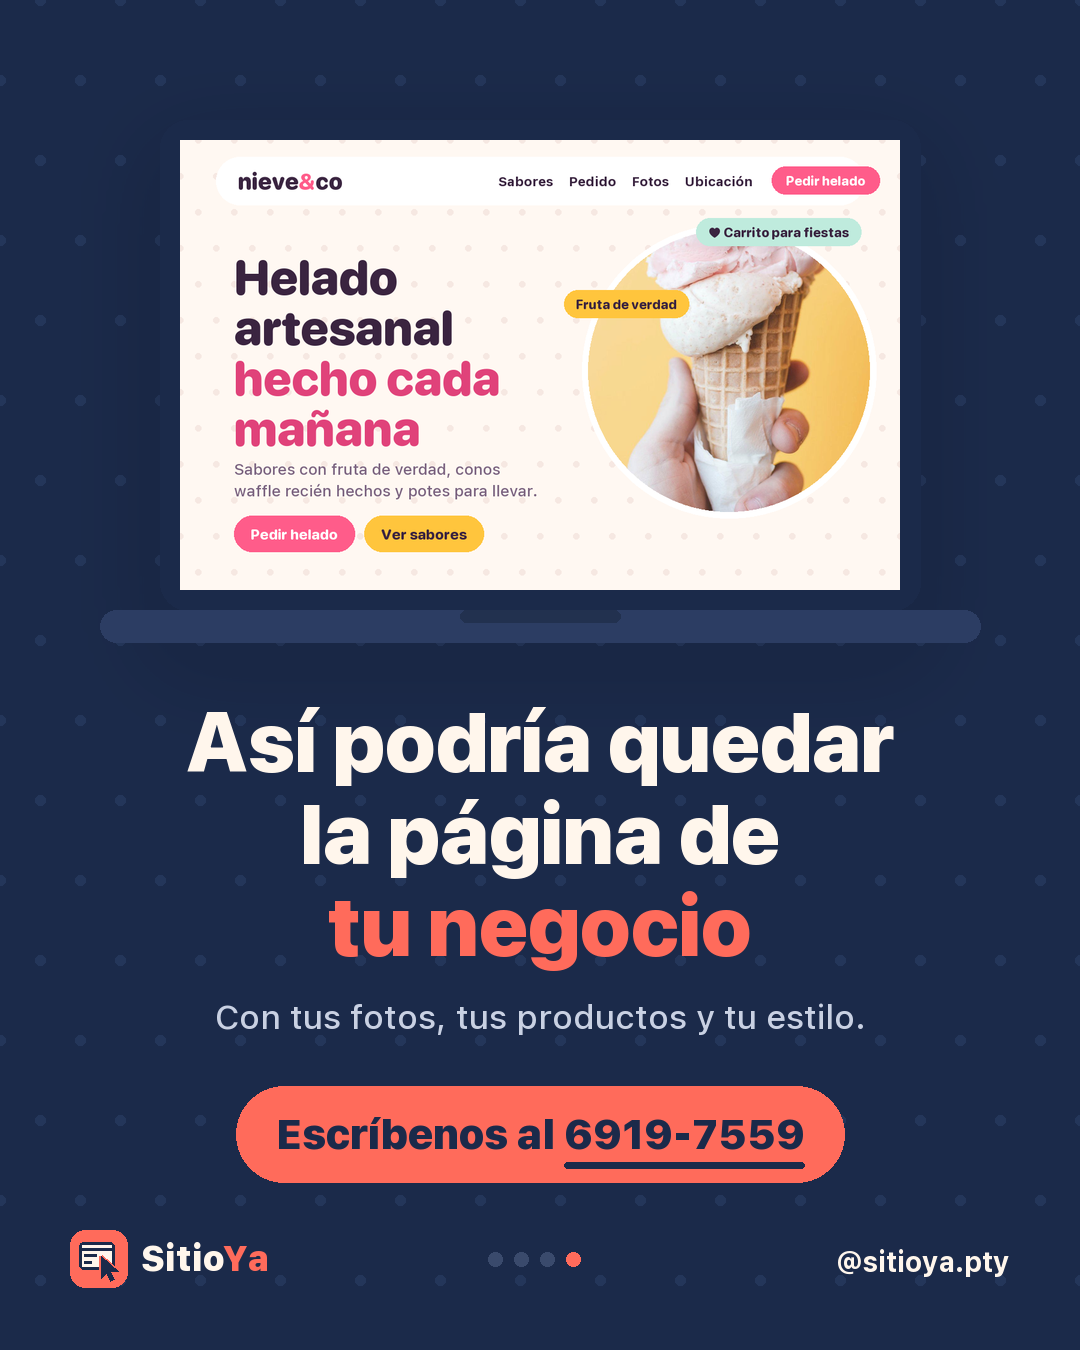 nieve&co
Sabores Pedido Fotos Ubicación Pedir helado
Carrito para fiestas
Fruta de verdad
Helado
artesanal
hecho cada
mañana
Sabores con fruta de verdad, conos
waffle recién hechos y potes para llevar.
Pedir helado Ver sabores
Así podría quedar
la página de
tu negocio
Con tus fotos, tus productos y tu estilo.
Escríbenos al 6919-7559
SitioYa
@sitioya.pty